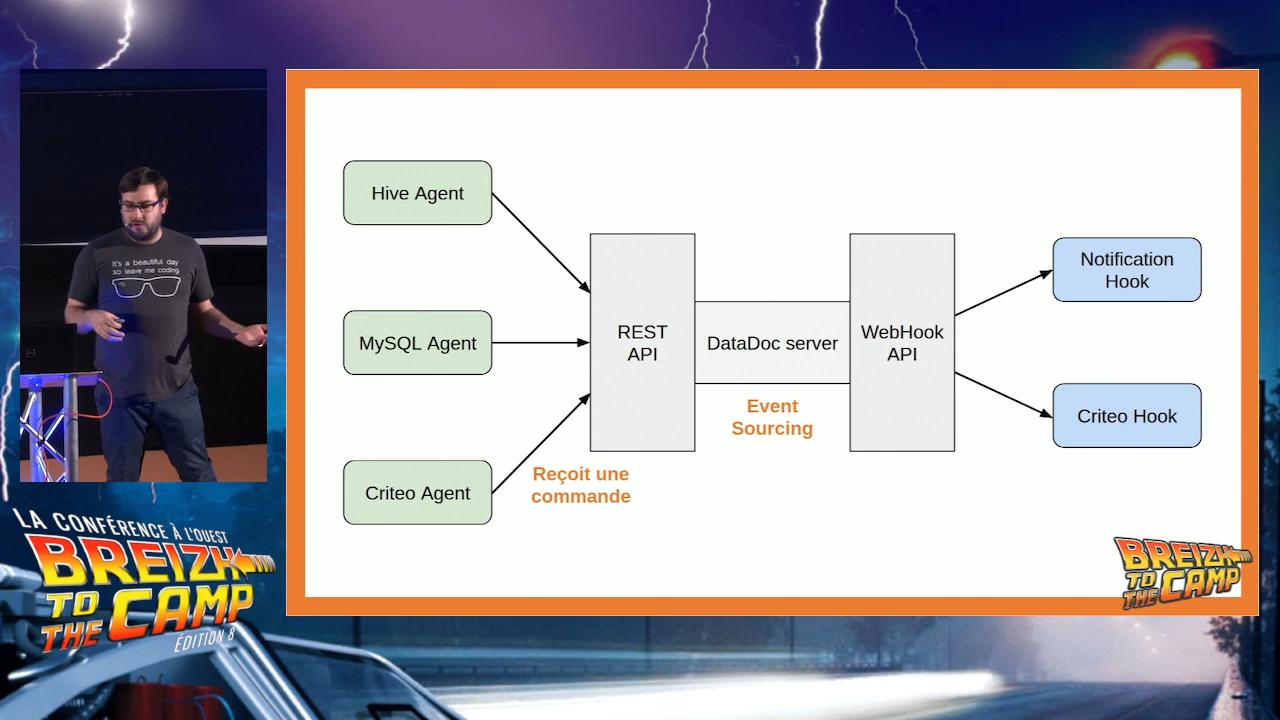 Hive Agent
MySQL Agent
Criteo Agent
REST
API
DataDoc server
WebHook
API
Notification
Hook
Criteo Hook
Event
Sourcing
Reçoit une
commande
It's a beautiful day
so leave me coding
LA CONFÉRENCE À L'OUEST
BREIZH
TO
THE CAMP
ÉDITION 8
BREIZH
TO
THE CAMP